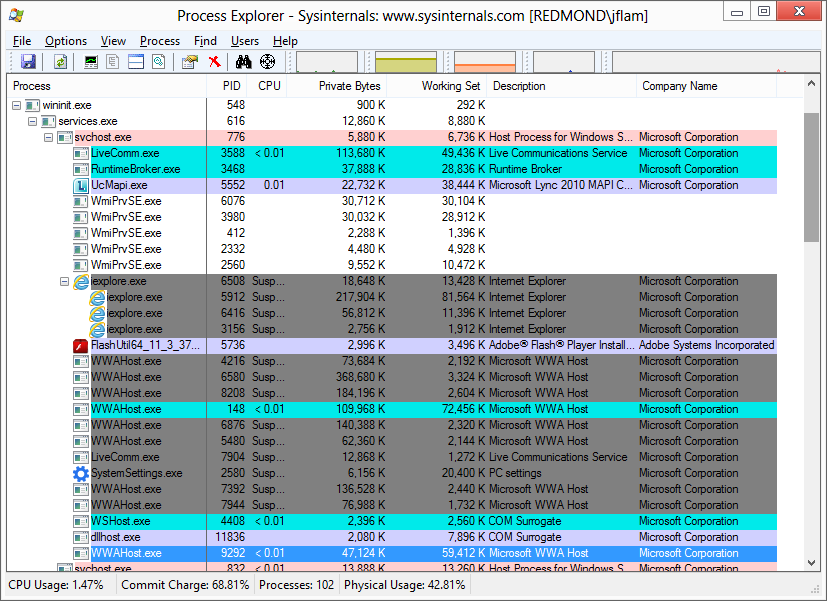 Process Explorer - Sysinternals: www.sysinternals.com [REDMOND\jflam]
File Options View Process Find Users Help
Process PID CPU Private Bytes Working Set Description Company Name
wininit.exe 548 900 K 292 K
services.exe 616 12,860 K 8,880 K
svchost.exe 776 5,880 K 6,736 K Host Process for Windows S... Microsoft Corporation
LiveComm.exe 3588 < 0.01 113,680 K 49,436 K Live Communications Service Microsoft Corporation
RuntimeBroker.exe 3468 37,888 K 28,836 K Runtime Broker Microsoft Corporation
UcMapi.exe 5552 0.01 22,732 K 38,444 K Microsoft Lync 2010 MAPI C... Microsoft Corporation
WmiPrvSE.exe 6076 30,712 K 30,104 K
WmiPrvSE.exe 3980 30,032 K 28,912 K
WmiPrvSE.exe 412 2,288 K 1,396 K
WmiPrvSE.exe 2332 4,480 K 4,928 K
WmiPrvSE.exe 2560 9,552 K 10,472 K
iexplore.exe 6508 Susp... 18,648 K 13,428 K Internet Explorer Microsoft Corporation
iexplore.exe 5912 Susp... 217,904 K 81,564 K Internet Explorer Microsoft Corporation
iexplore.exe 6416 Susp... 56,812 K 11,396 K Internet Explorer Microsoft Corporation
iexplore.exe 3156 Susp... 2,756 K 1,912 K Internet Explorer Microsoft Corporation
FlashUtil64_11_3_37... 5736 2,996 K 3,496 K Adobe® Flash® Player Install... Adobe Systems Incorporated
WWAHost.exe 4216 Susp... 73,684 K 2,192 K Microsoft WWA Host Microsoft Corporation
WWAHost.exe 6580 Susp... 368,680 K 3,324 K Microsoft WWA Host Microsoft Corporation
WWAHost.exe 8208 Susp... 184,196 K 2,604 K Microsoft WWA Host Microsoft Corporation
WWAHost.exe 148 < 0.01 109,968 K 72,456 K Microsoft WWA Host Microsoft Corporation
WWAHost.exe 6876 Susp... 140,388 K 2,320 K Microsoft WWA Host Microsoft Corporation
WWAHost.exe 5480 Susp... 62,360 K 2,144 K Microsoft WWA Host Microsoft Corporation
LiveComm.exe 7904 Susp... 12,868 K 1,272 K Live Communications Service Microsoft Corporation
SystemSettings.exe 2580 Susp... 6,156 K 20,400 K PC settings Microsoft Corporation
WWAHost.exe 7392 Susp... 136,528 K 2,440 K Microsoft WWA Host Microsoft Corporation
WWAHost.exe 7944 Susp... 76,988 K 1,732 K Microsoft WWA Host Microsoft Corporation
WSHost.exe 4408 < 0.01 2,396 K 2,560 K COM Surrogate Microsoft Corporation
dllhost.exe 11836 2,080 K 7,896 K COM Surrogate Microsoft Corporation
WWAHost.exe 9292 < 0.01 47,124 K 59,412 K Microsoft WWA Host Microsoft Corporation
svchost.exe 832 < 0.01 13,888 K 13,260 K Host Process for Windows S... Microsoft Corporation
CPU Usage: 1.47% Commit Charge: 68.81% Processes: 102 Physical Usage: 42.81%